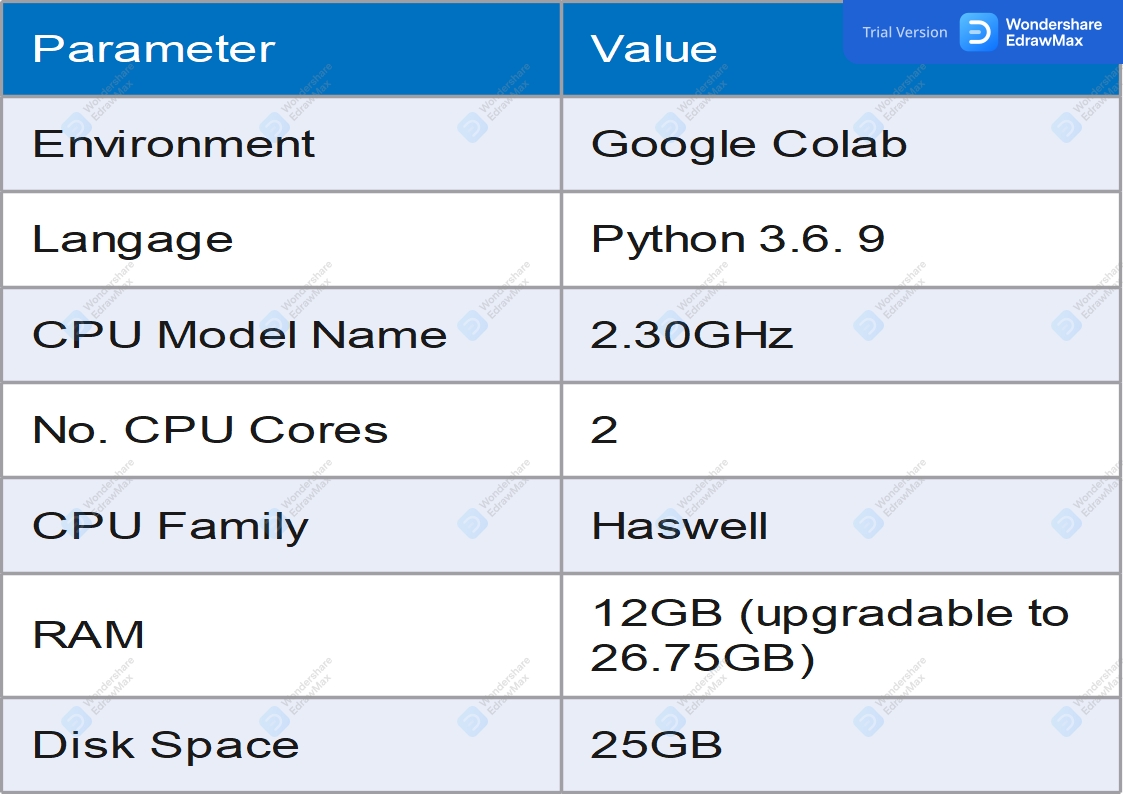 Parameter Value
Trial Version Wondershare EdrawMax
Environment Google Colab
Langage Python 3.6. 9
CPU Model Name 2.30GHz
No. CPU Cores 2
CPU Family Haswell
RAM 12GB (upgradable to
26.75GB)
Disk Space 25GB